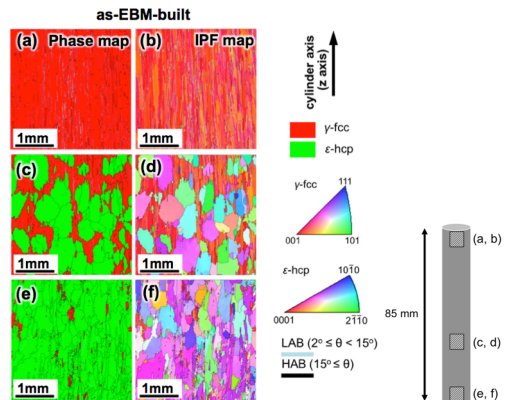 as-EBM-built
(a) Phase map
(b) IPF map
1mm
1mm
(c)
(d)
1mm
1mm
(e)
(f)
1mm
1mm
cylinder axis
(z axis)
γ-fcc
ε-hcp
γ-fcc
111
001
101
ε-hcp
101̅0
0001
21̅1̅0
LAB (2° ≤ θ < 15°)
HAB (15° ≤ θ)
85 mm
(a, b)
(c, d)
(e, f)